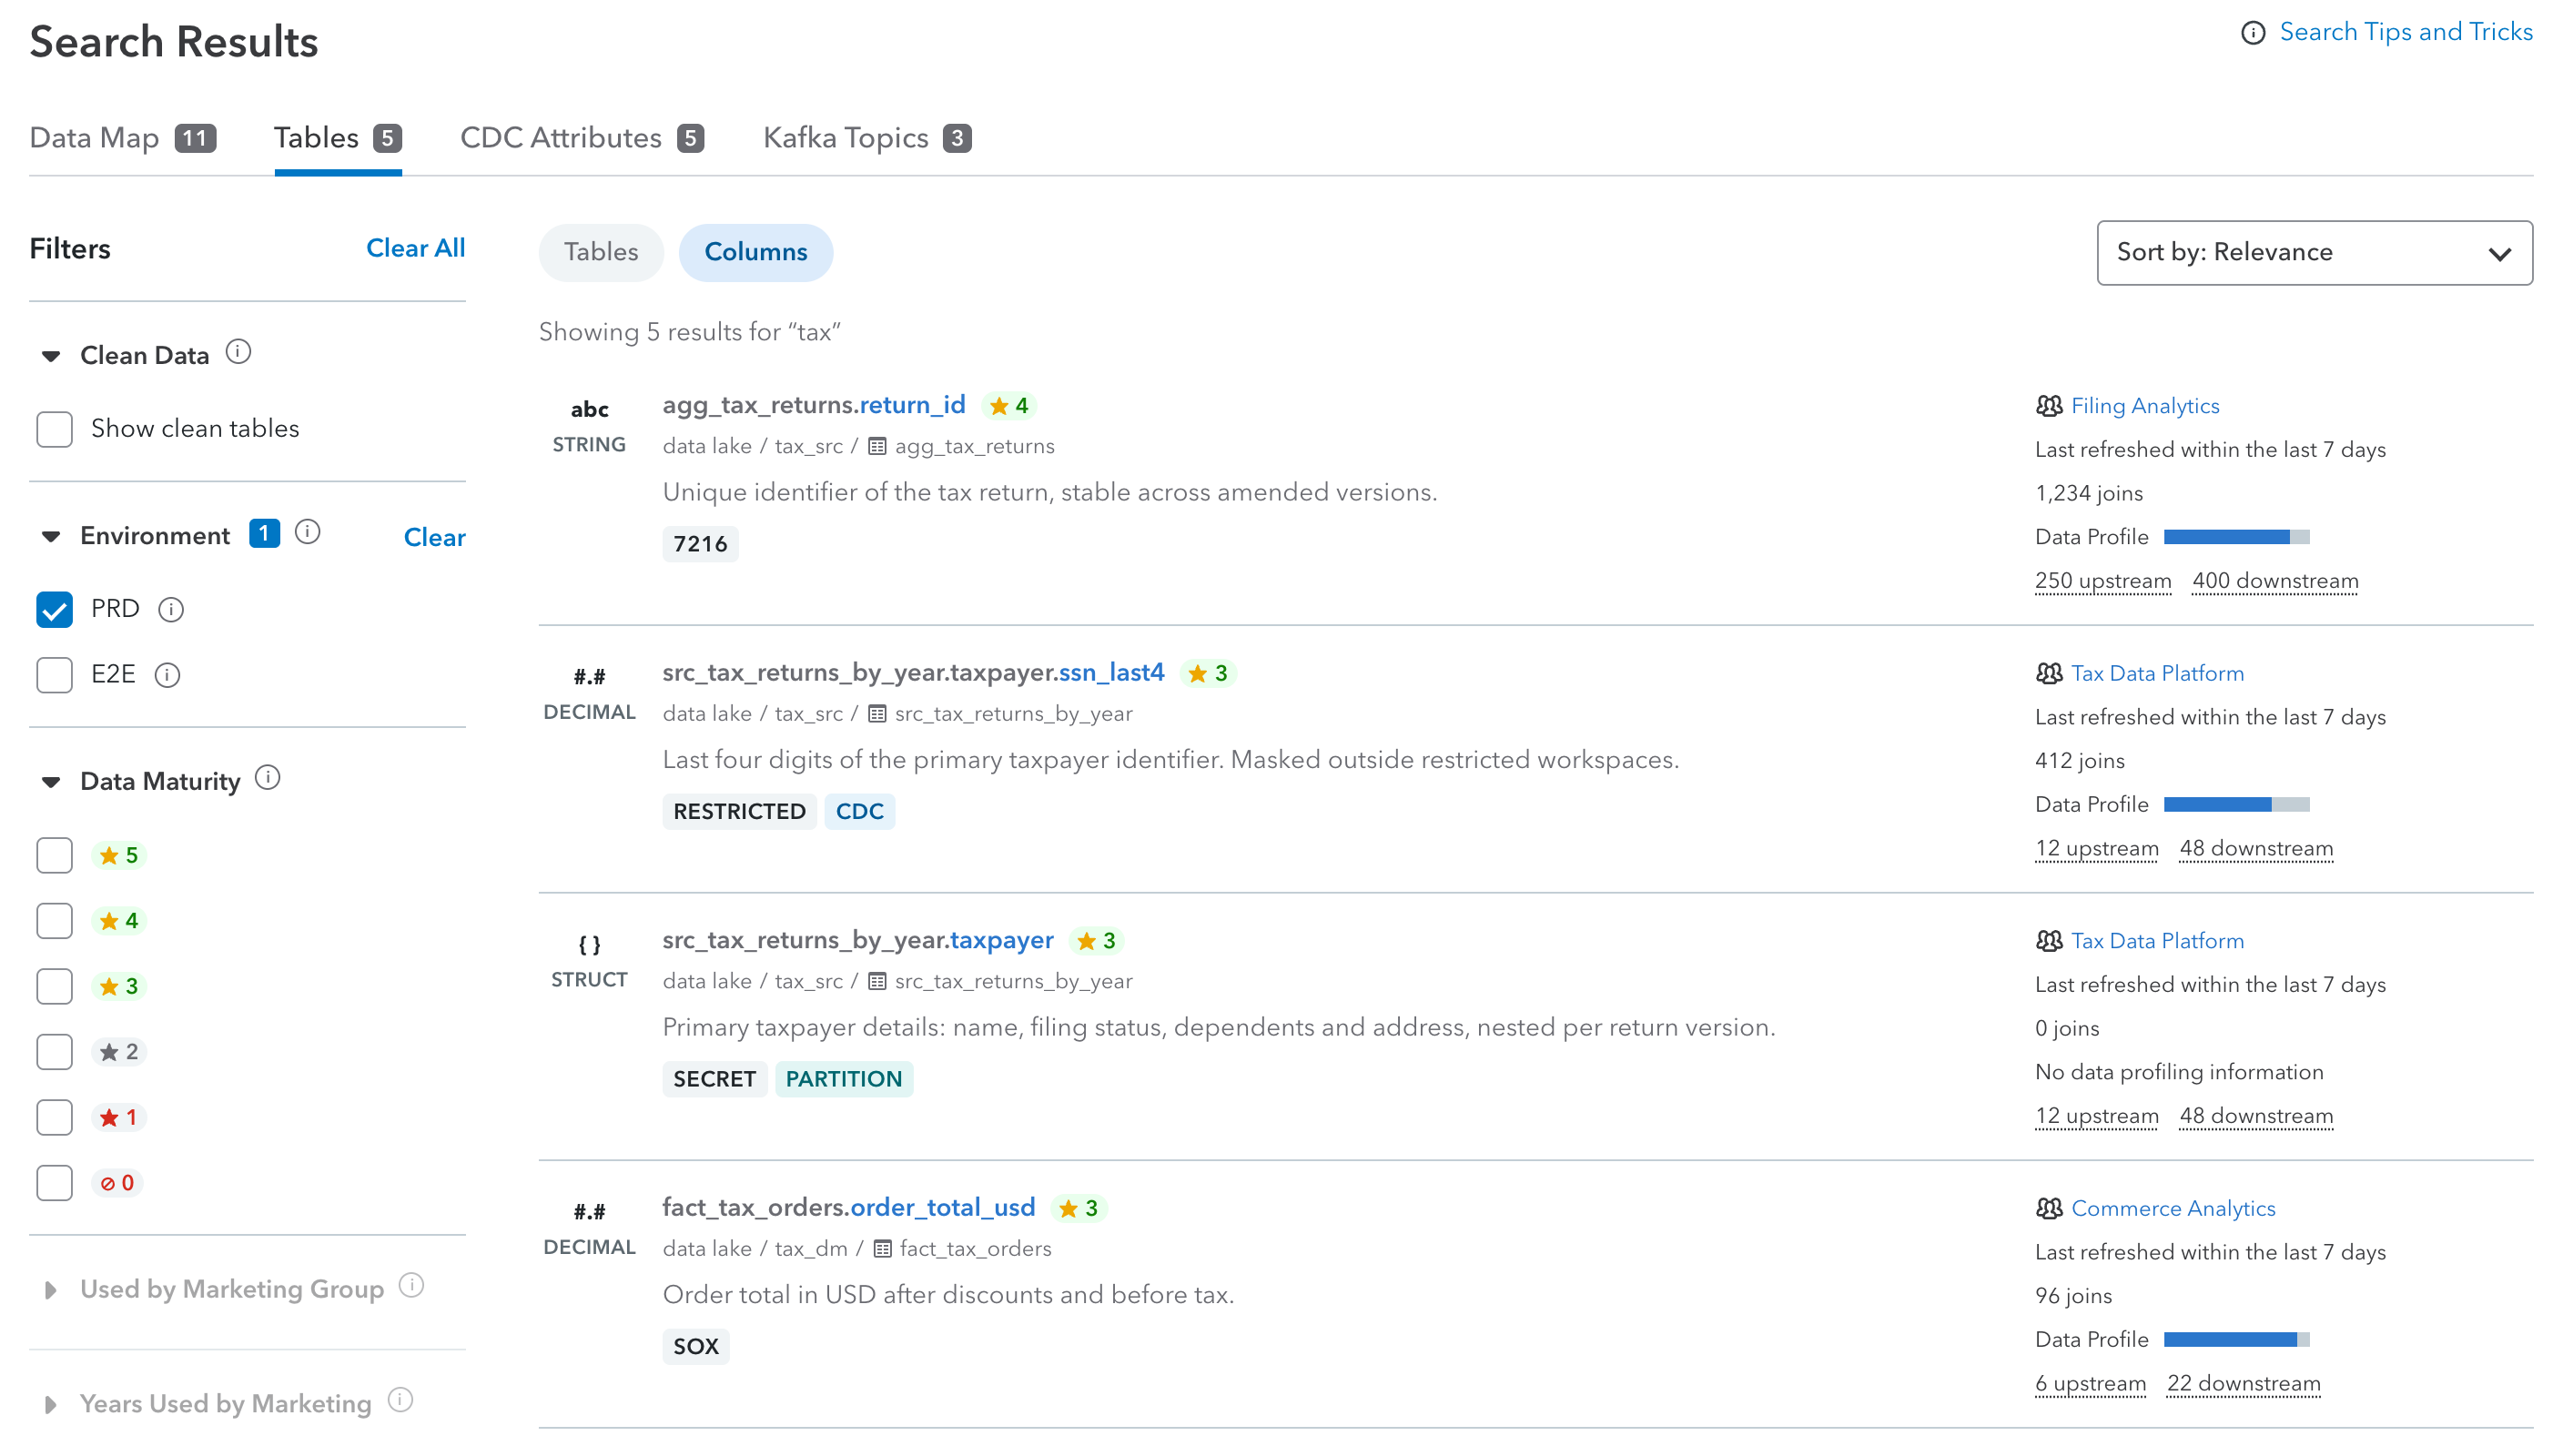 Search Results
Search Tips and Tricks
Data Map 11
Tables 5
CDC Attributes 5
Kafka Topics 3
Filters
Clear All
Clean Data
Show clean tables
Environment 1
Clear
PRD
E2E
Data Maturity
5
4
3
2
1
0
Used by Marketing Group
Years Used by Marketing
Tables
Columns
Sort by: Relevance
Showing 5 results for “tax”
abc
STRING
agg_tax_returns.return_id 4
data lake / tax_src / agg_tax_returns
Unique identifier of the tax return, stable across amended versions.
7216
Filing Analytics
Last refreshed within the last 7 days
1,234 joins
Data Profile
250 upstream 400 downstream
#.#
DECIMAL
src_tax_returns_by_year.taxpayer.ssn_last4 3
data lake / tax_src / src_tax_returns_by_year
Last four digits of the primary taxpayer identifier. Masked outside restricted workspaces.
RESTRICTED CDC
Tax Data Platform
Last refreshed within the last 7 days
412 joins
Data Profile
12 upstream 48 downstream
{ }
STRUCT
src_tax_returns_by_year.taxpayer 3
data lake / tax_src / src_tax_returns_by_year
Primary taxpayer details: name, filing status, dependents and address, nested per return version.
SECRET PARTITION
Tax Data Platform
Last refreshed within the last 7 days
0 joins
No data profiling information
12 upstream 48 downstream
#.#
DECIMAL
fact_tax_orders.order_total_usd 3
data lake / tax_dm / fact_tax_orders
Order total in USD after discounts and before tax.
SOX
Commerce Analytics
Last refreshed within the last 7 days
96 joins
Data Profile
6 upstream 22 downstream